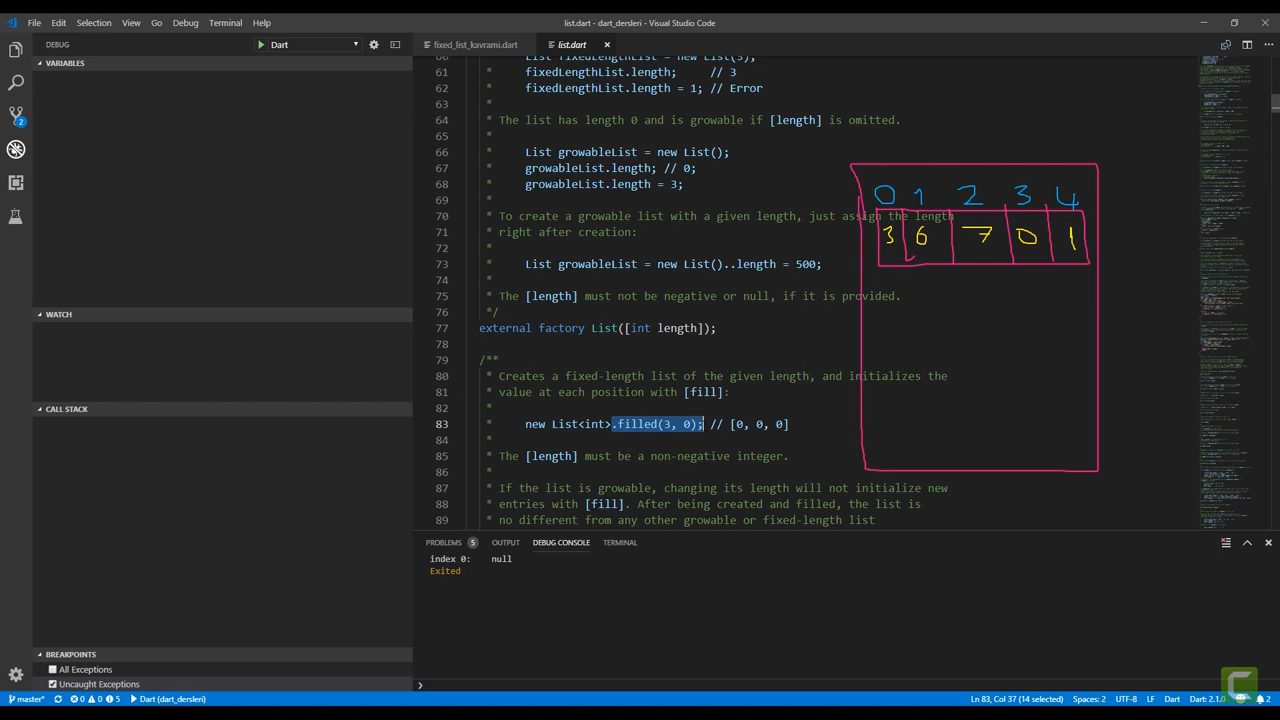 File Edit Selection View Go Debug Terminal Help
list.dart - dart_dersleri - Visual Studio Code
DEBUG
Dart
fixed_list_kavrami.dart
list.dart
VARIABLES
WATCH
CALL STACK
BREAKPOINTS
All Exceptions
Uncaught Exceptions
2
60 * List fixedLengthList = new List(3);
61 * fixedLengthList.length; // 3
62 * fixedLengthList.length = 1; // Error
63 *
64 * The list has length 0 and is growable if [length] is omitted.
65 *
66 * List growableList = new List();
67 * growableList.length; // 0;
68 * growableList.length = 3;
69 *
70 * To create a growable list with a given length, just assign the length
71 * right after creation:
72 *
73 * List growableList = new List()..length = 500;
74 *
75 * The [length] must not be negative or null, if it is provided.
76 */
77 external factory List([int length]);
78
79 /**
80 * Creates a fixed-length list of the given length, and initializes the
81 * value at each position with [fill]:
82 *
83 * new List<int>.filled(3, 0); // [0, 0, 0]
84 *
85 * The [length] must be a non-negative integer.
86 *
87 * If the list is growable, changing its length will not initialize new
88 * entries with [fill]. After being created and filled, the list is
89 * no different from any other growable or fixed-length list
0 1 2 3 4
3 6 7 0 1
PROBLEMS 5 OUTPUT DEBUG CONSOLE TERMINAL
index 0: null
Exited
master* 0 0 5 Dart (dart_dersleri)
Ln 83, Col 37 (14 selected) Spaces: 2 UTF-8 LF Dart Dart: 2.1.0 2